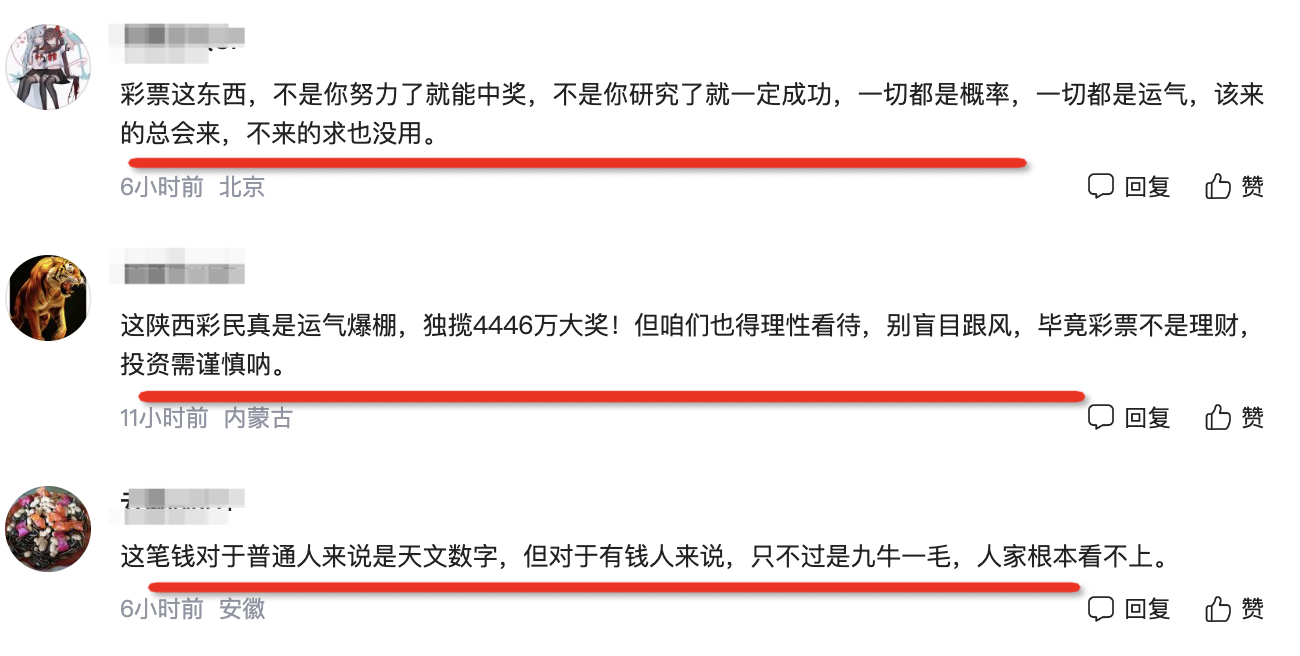 彩票这东西，不是你努力了就能中奖，不是你研究了就一定成功，一切都是概率，一切都是运气，该来
的总会来，不来的求也没用。
6小时前 北京
回复 赞
这陕西彩民真是运气爆棚，独揽4446万大奖！但咱们也得理性看待，别盲目跟风，毕竟彩票不是理财，
投资需谨慎呐。
11小时前 内蒙古
回复 赞
这笔钱对于普通人来说是天文数字，但对于有钱人来说，只不过是九牛一毛，人家根本看不上。
6小时前 安徽
回复 赞